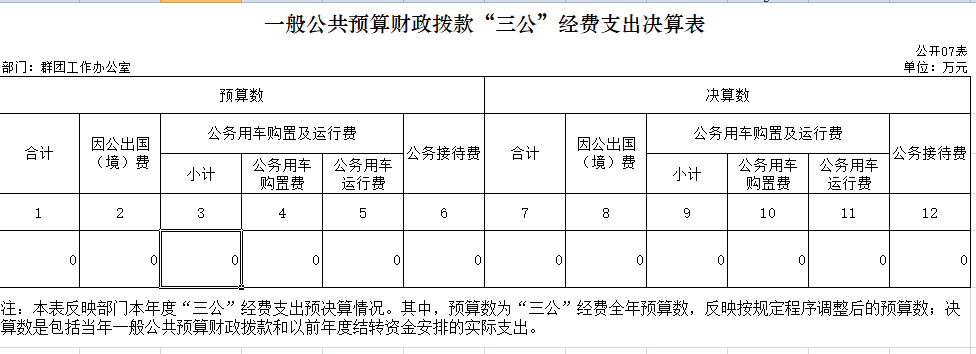 一般公共预算财政拨款“三公”经费支出决算表
公开07表
部门：群团工作办公室
单位：万元
预算数
决算数
合计
因公出国
（境）费
公务用车购置及运行费
公务接待费
合计
因公出国
（境）费
公务用车购置及运行费
公务接待费
小计
公务用车
购置费
公务用车
运行费
小计
公务用车
购置费
公务用车
运行费
1 2 3 4 5 6 7 8 9 10 11 12
0 0 0 0 0 0 0 0 0 0 0 0
注：本表反映部门本年度“三公”经费支出预决算情况。其中，预算数为“三公”经费全年预算数，反映按规定程序调整后的预算数；决
算数是包括当年一般公共预算财政拨款和以前年度结转资金安排的实际支出。